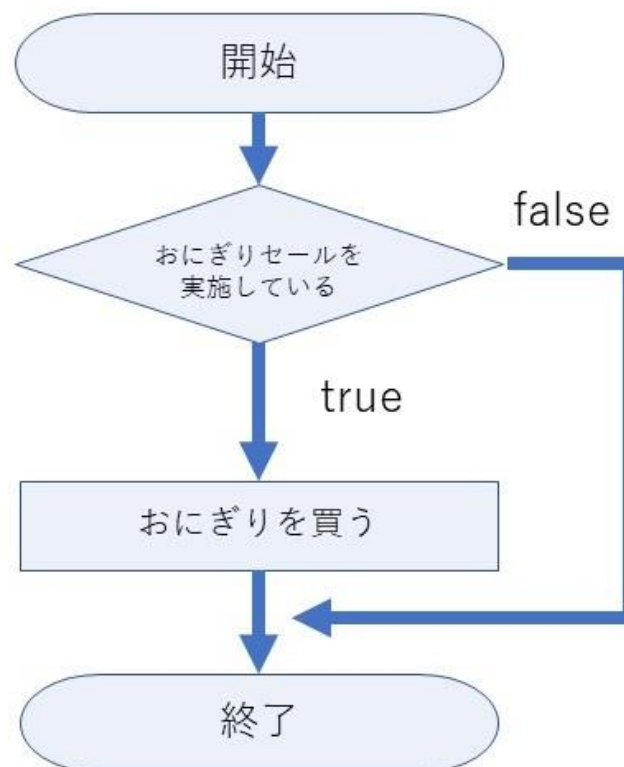 開始
false
おにぎりセールを
実施している
true
おにぎりを買う
終了